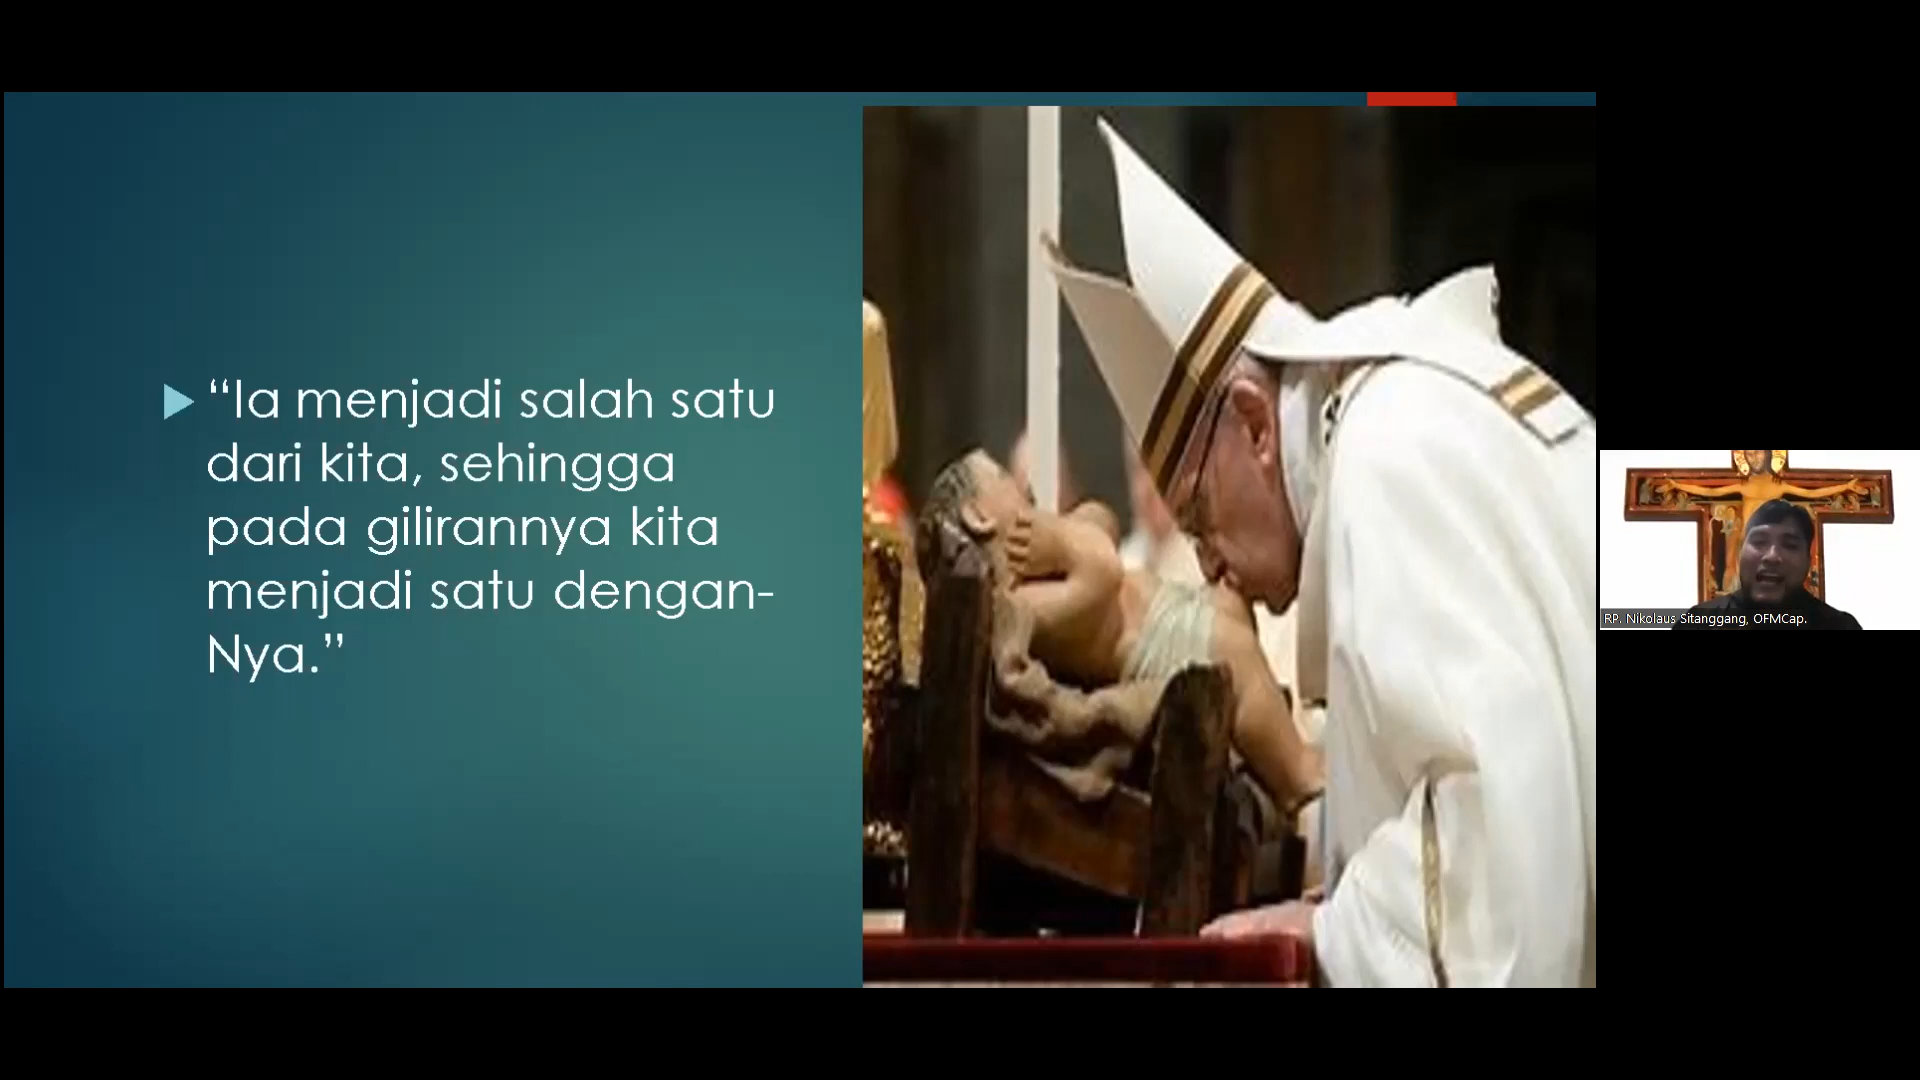 “Ia menjadi salah satu
dari kita, sehingga
pada gilirannya kita
menjadi satu dengan-
Nya.”
RP. Nikolaus Sitanggang, OFMCap.